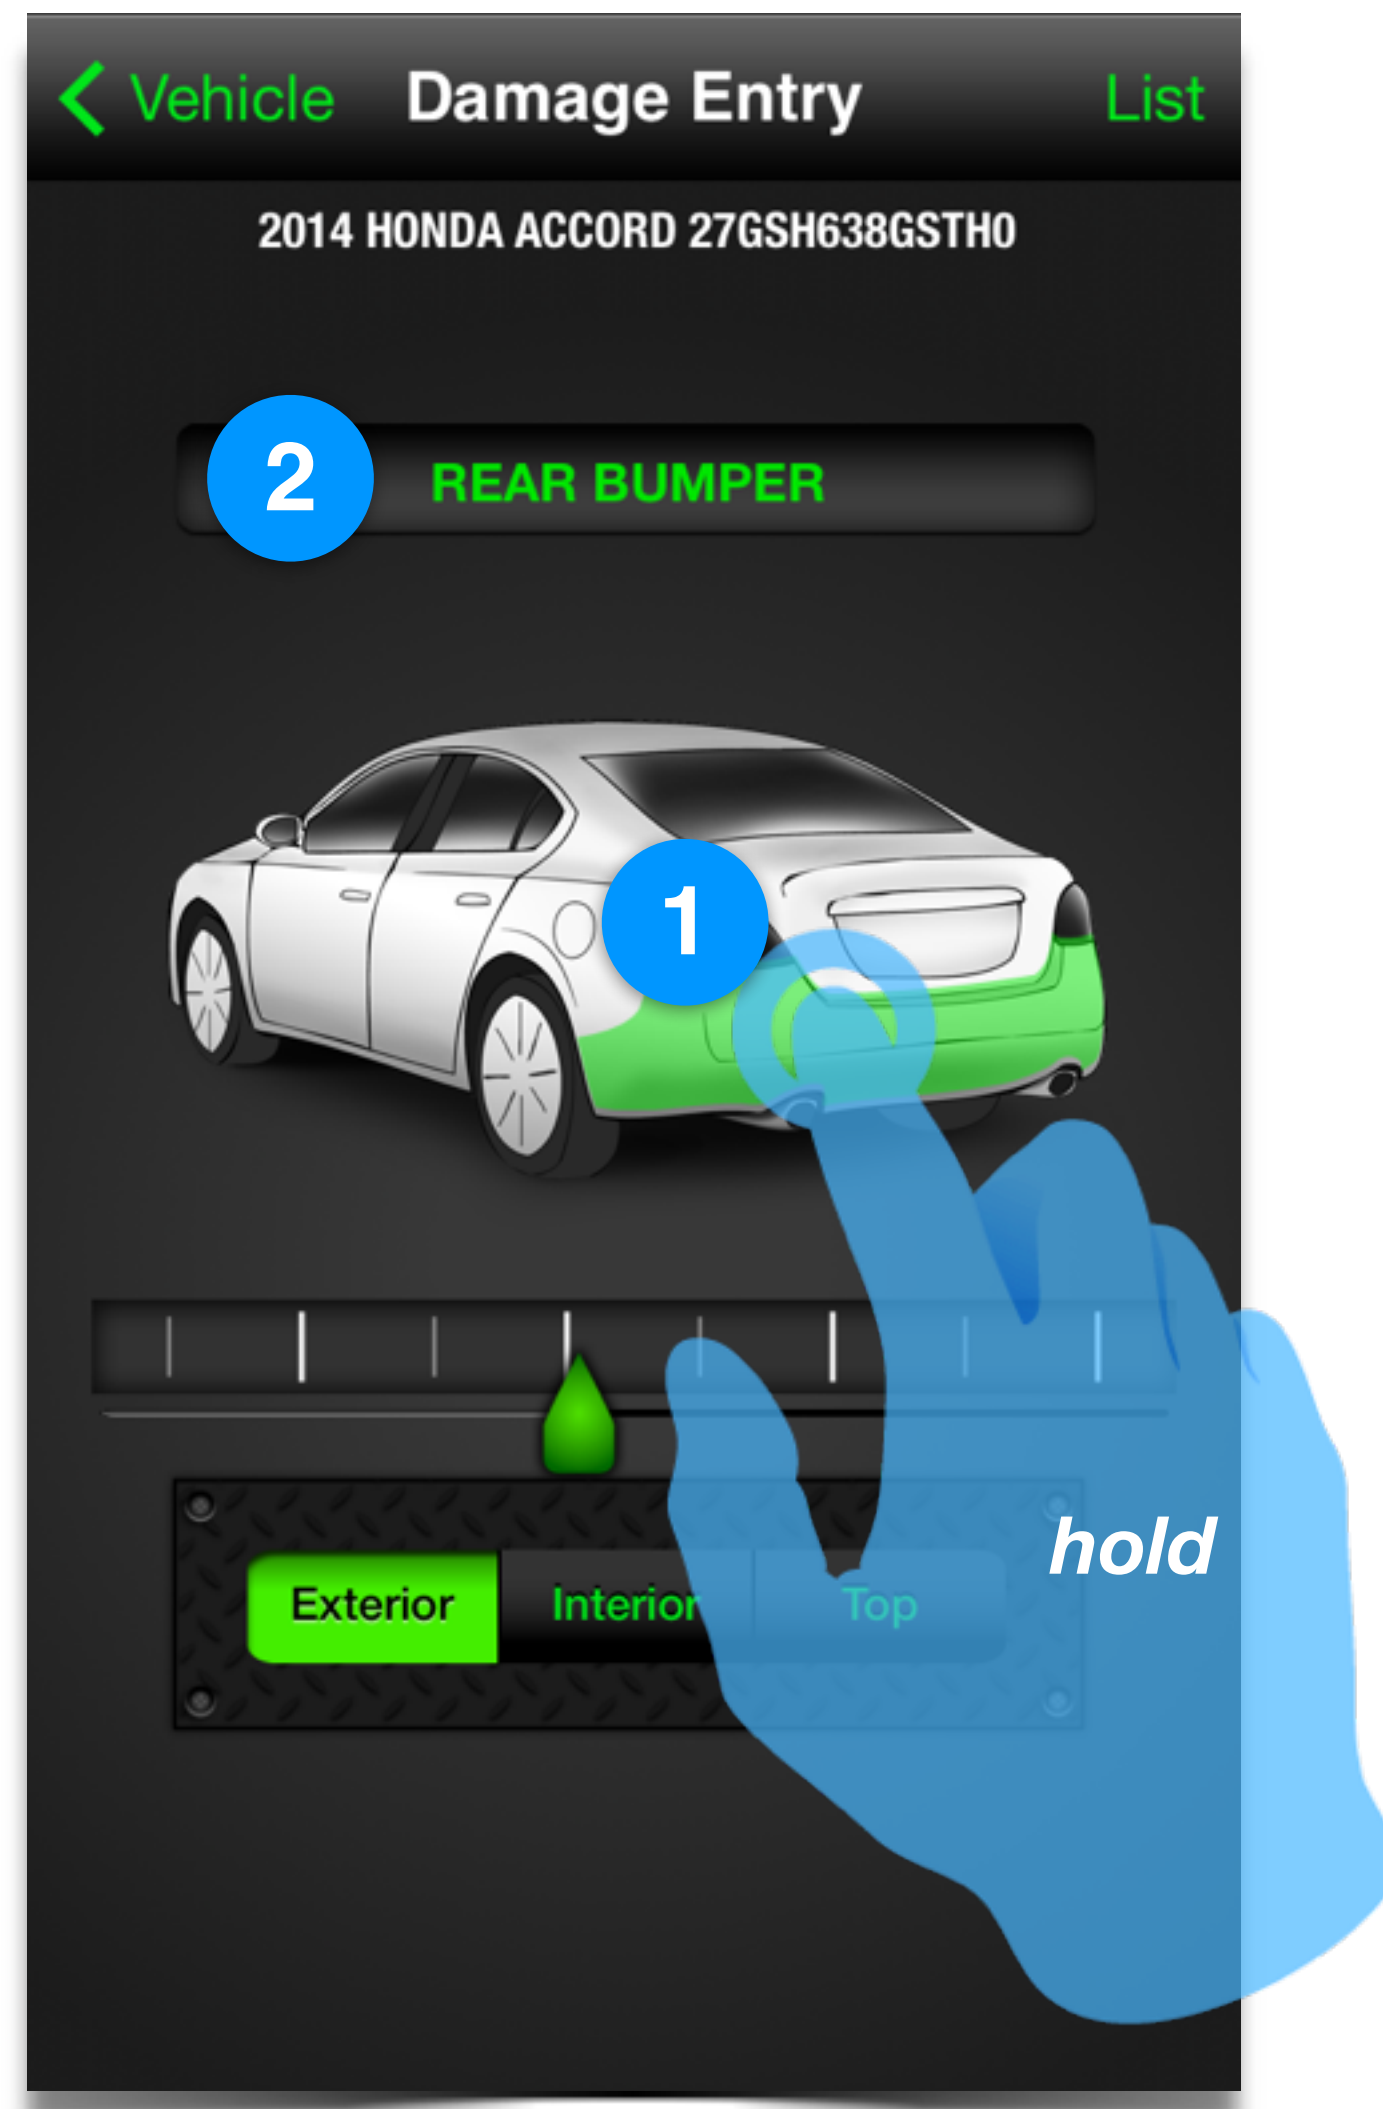 Vehicle Damage Entry List
2014 HONDA ACCORD 27GSH638GSTH0
2 REAR BUMPER
1
hold
Exterior Interior Top